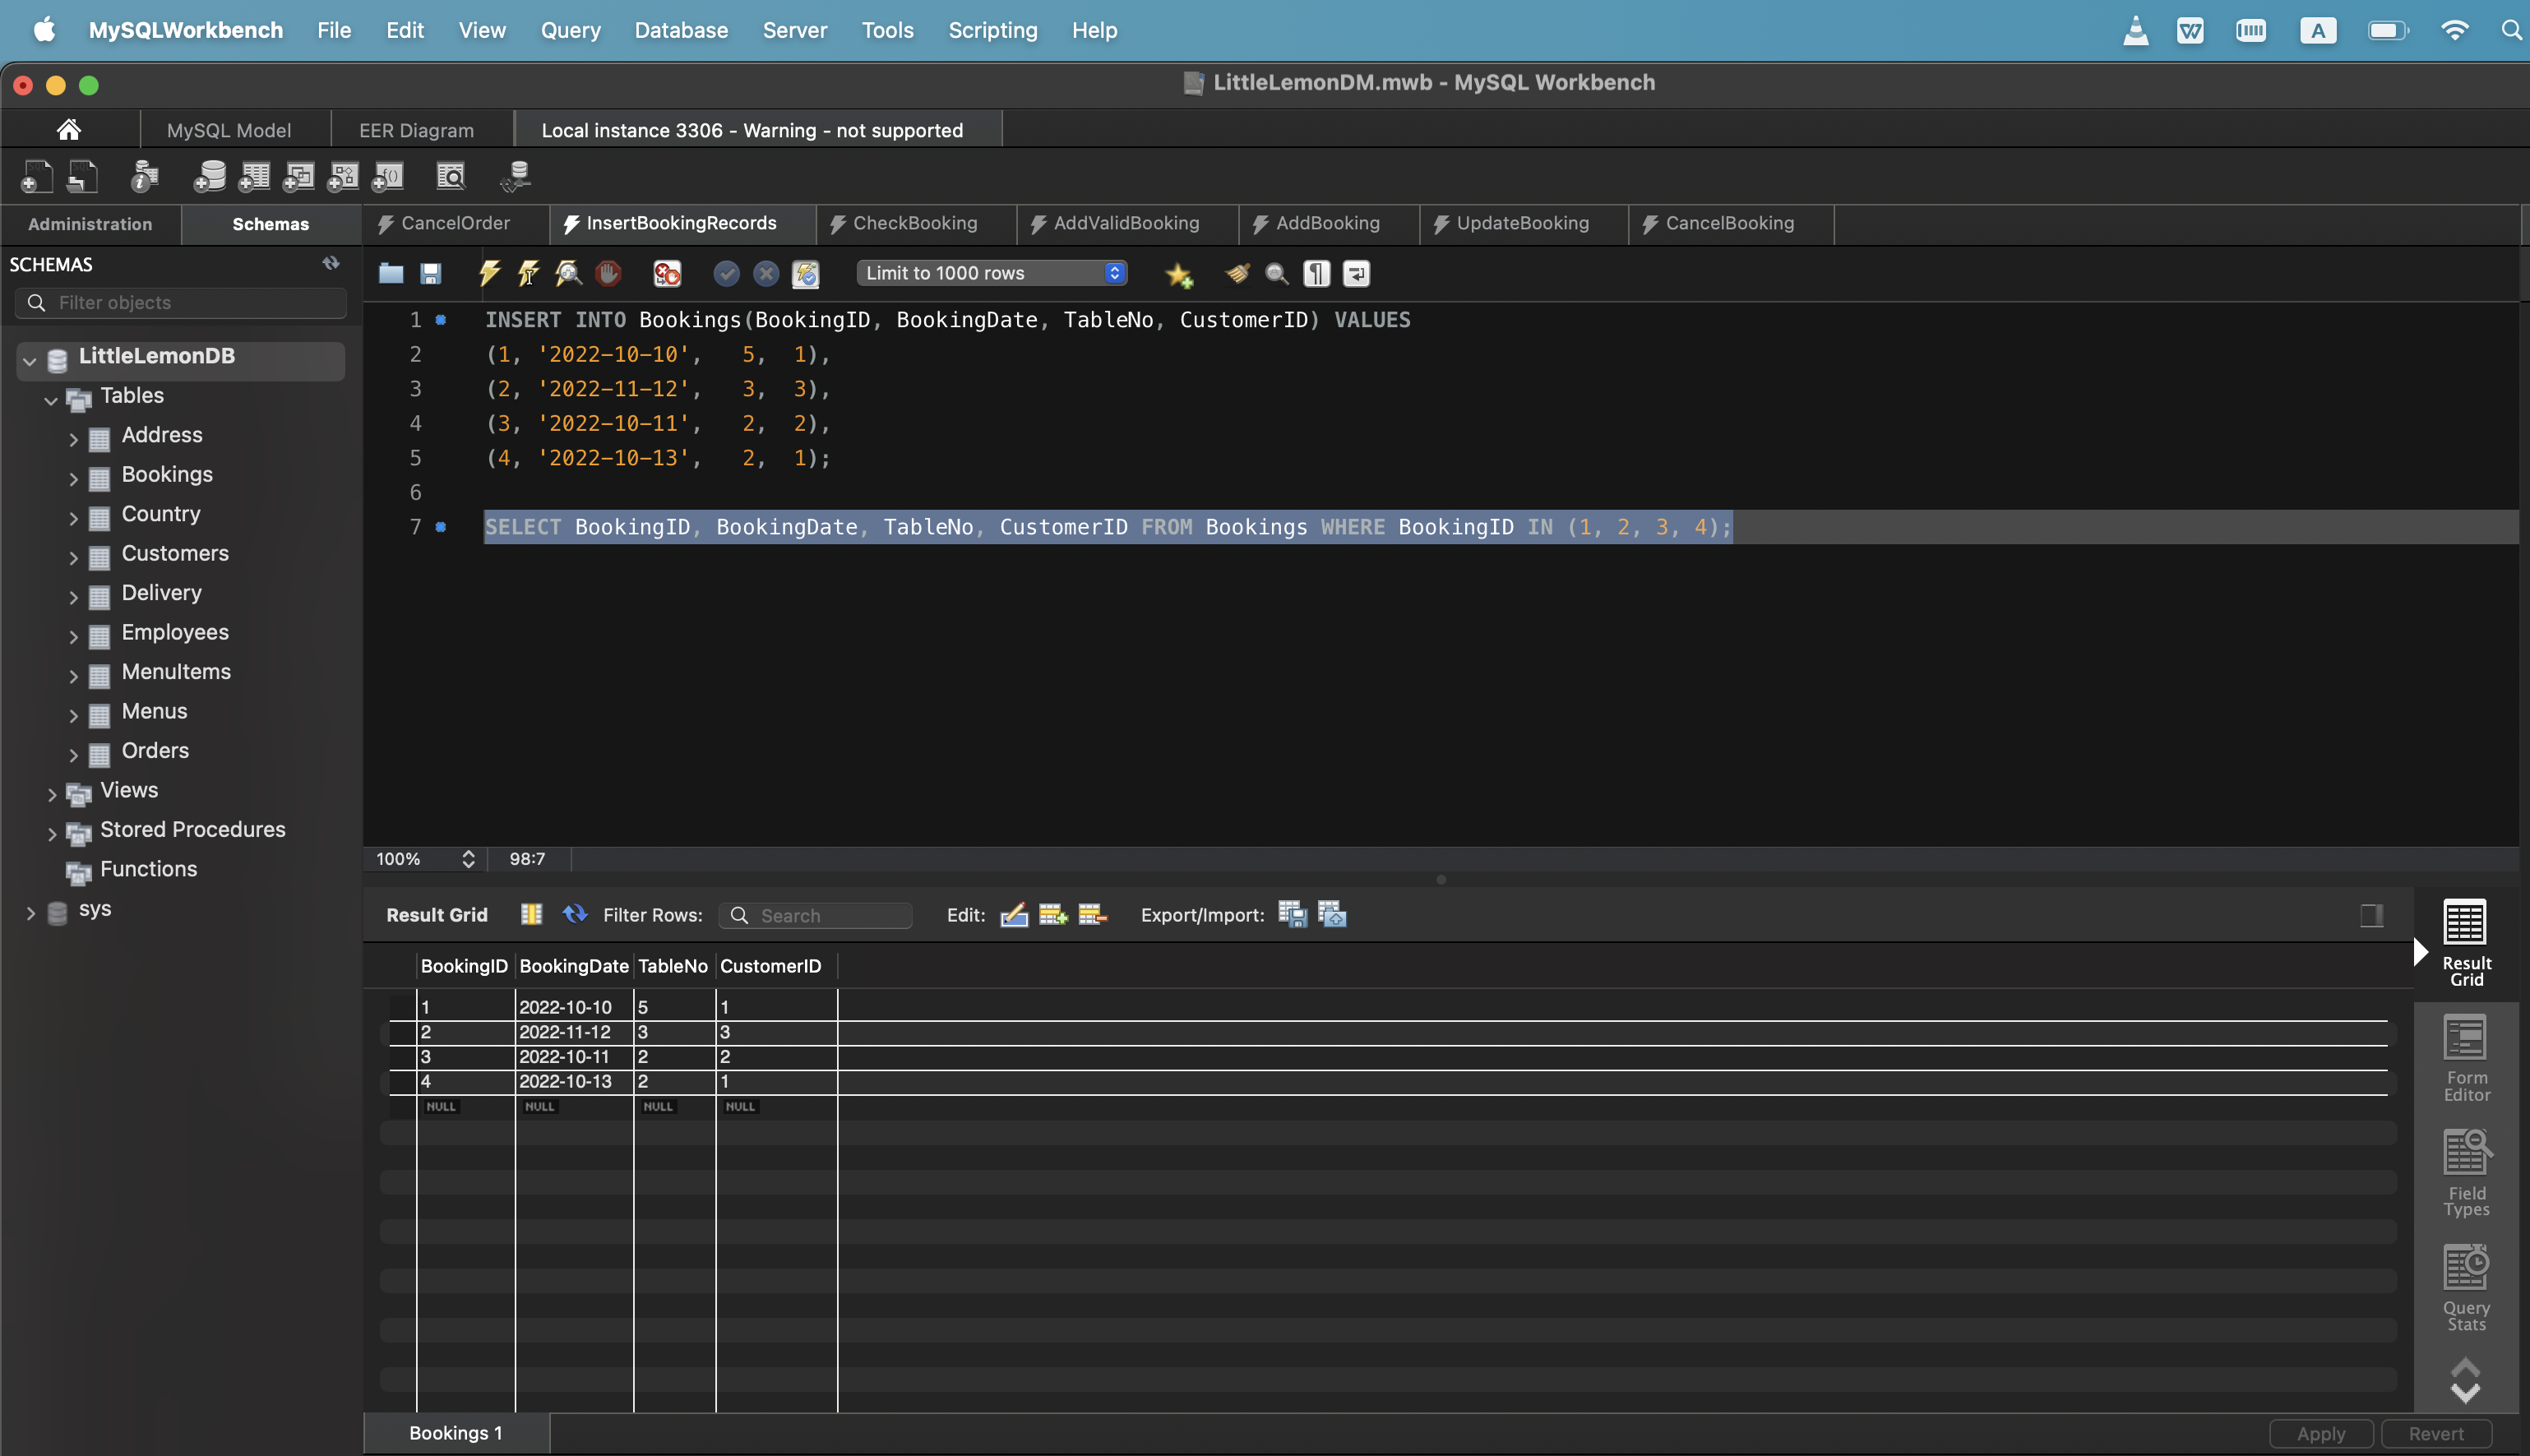 MySQLWorkbench File Edit View Query Database Server Tools Scripting Help A
LittleLemonDM.mwb - MySQL Workbench
MySQL Model EER Diagram Local instance 3306 - Warning - not supported
Administration Schemas CancelOrder InsertBookingRecords CheckBooking AddValidBooking AddBooking UpdateBooking CancelBooking
SCHEMAS
Filter objects
LittleLemonDB
Tables
Address
Bookings
Country
Customers
Delivery
Employees
MenuItems
Menus
Orders
Views
Stored Procedures
Functions
sys
Limit to 1000 rows
1 INSERT INTO Bookings(BookingID, BookingDate, TableNo, CustomerID) VALUES
2 (1, '2022-10-10', 5, 1),
3 (2, '2022-11-12', 3, 3),
4 (3, '2022-10-11', 2, 2),
5 (4, '2022-10-13', 2, 1);
6
7 SELECT BookingID, BookingDate, TableNo, CustomerID FROM Bookings WHERE BookingID IN (1, 2, 3, 4);
100% 98:7
Result Grid Filter Rows: Search Edit: Export/Import:
BookingID BookingDate TableNo CustomerID
1 2022-10-10 5 1
2 2022-11-12 3 3
3 2022-10-11 2 2
4 2022-10-13 2 1
NULL NULL NULL NULL
Result
Grid
Form
Editor
Field
Types
Query
Stats
Bookings 1
Apply Revert